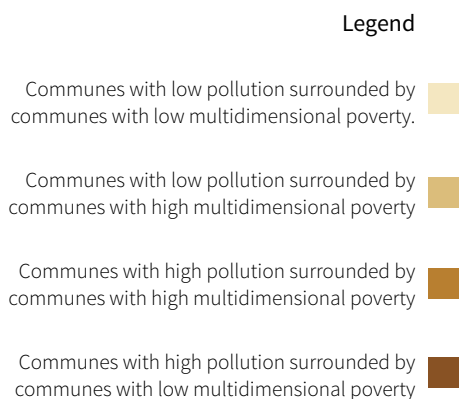 Legend
Communes with low pollution surrounded by
communes with low multidimensional poverty.
Communes with low pollution surrounded by
communes with high multidimensional poverty
Communes with high pollution surrounded by
communes with high multidimensional poverty
Communes with high pollution surrounded by
communes with low multidimensional poverty